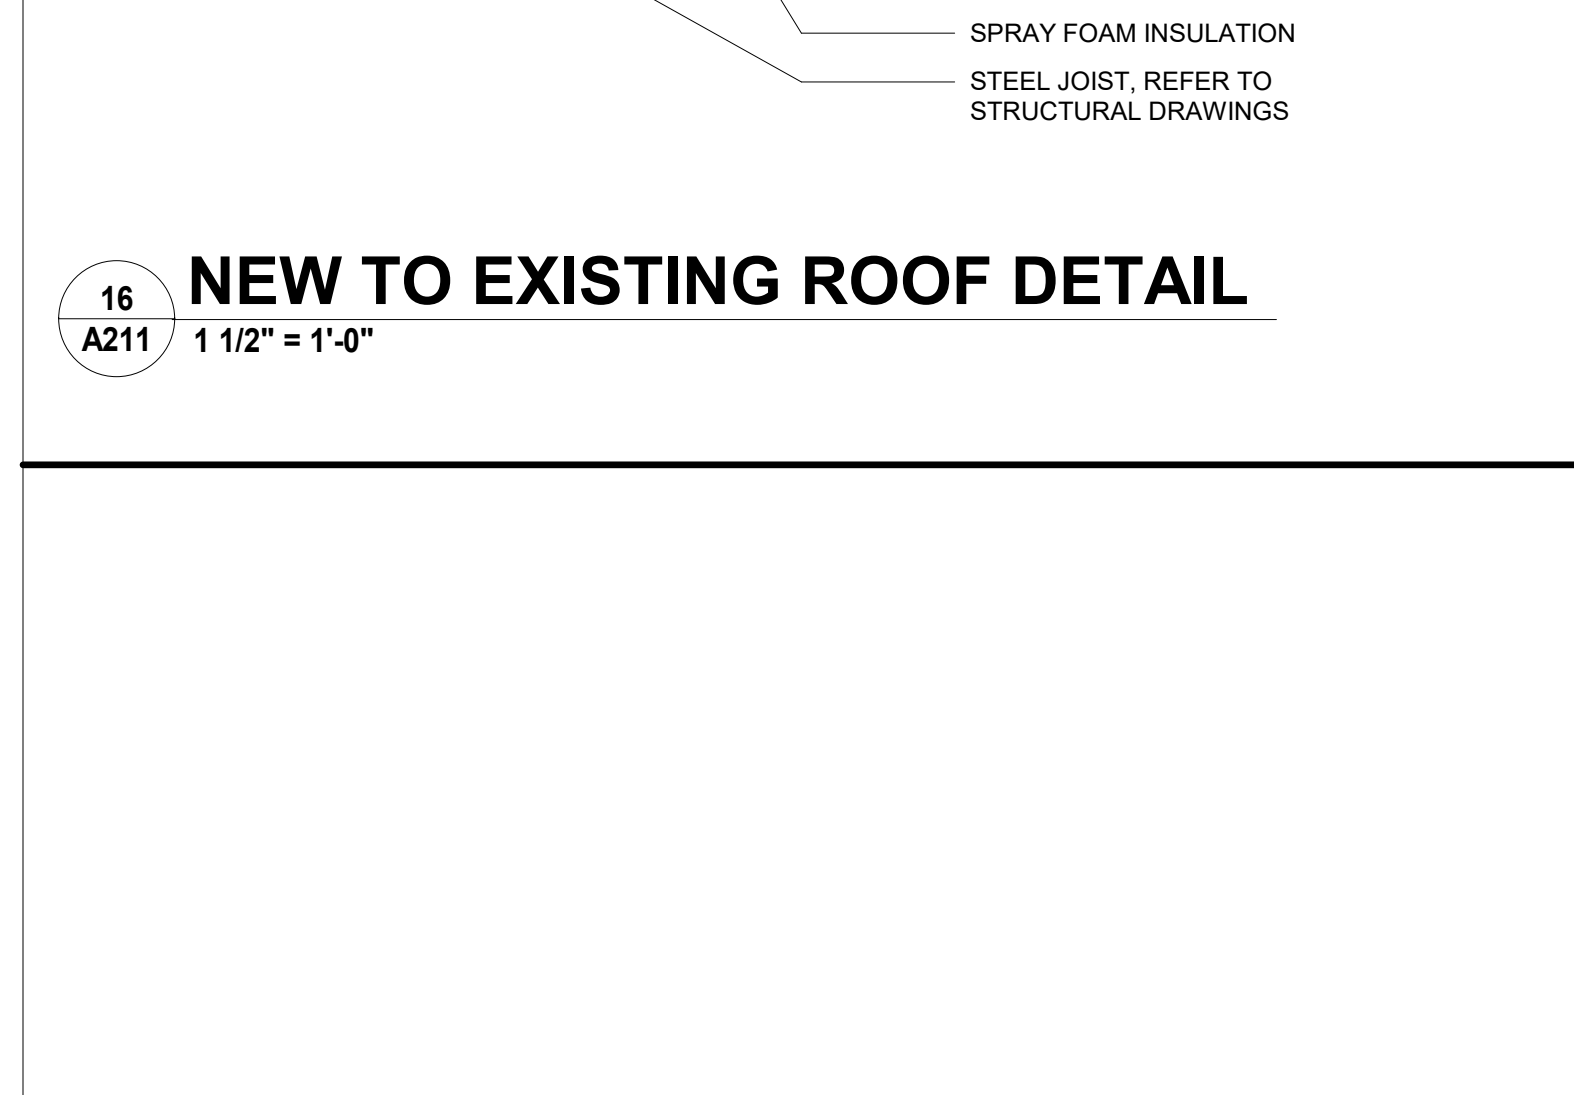 SPRAY FOAM INSULATION
STEEL JOIST, REFER TO
STRUCTURAL DRAWINGS
16
A211
NEW TO EXISTING ROOF DETAIL
1 1/2" = 1'-0"